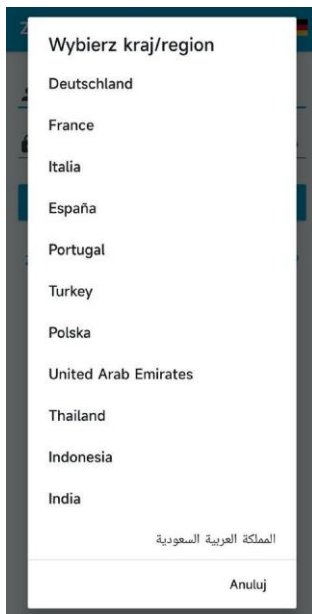 Wybierz kraj/region
Deutschland
France
Italia
España
Portugal
Turkey
Polska
United Arab Emirates
Thailand
Indonesia
India
المملكة العربية السعودية
Anuluj